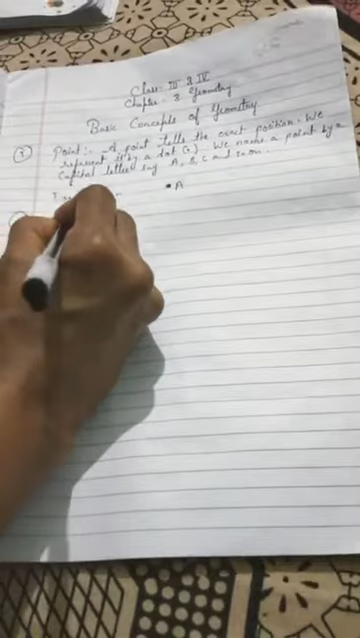 Class: III & IV
Chapter - 8 Geometry
Basic Concepts of Geometry
① Point:- A point tells the exact position. We
represent it by a dot (.). We name a point by a
Capital letter say A, B, C and so on.
• A